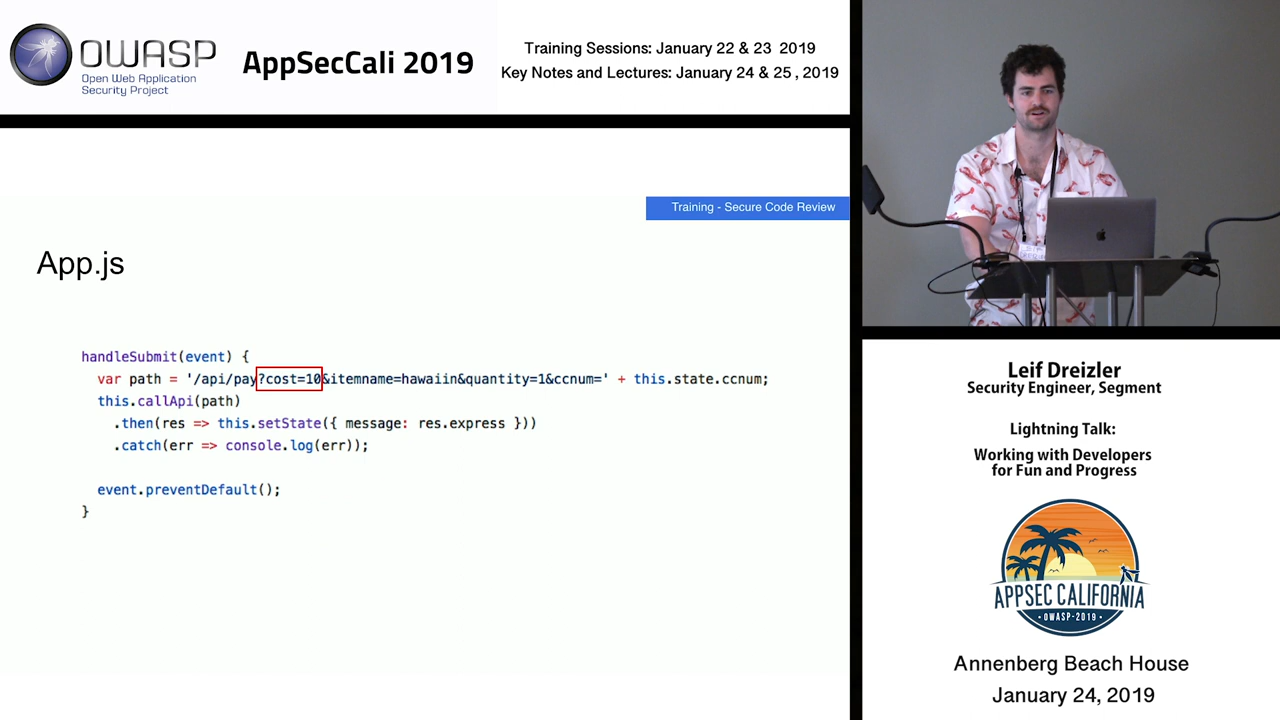 OWASP
Open Web Application
Security Project
AppSecCali 2019
Training Sessions: January 22 & 23 2019
Key Notes and Lectures: January 24 & 25 , 2019
Training - Secure Code Review
App.js
handleSubmit(event) {
var path = '/api/pay?cost=10&itemname=hawaiin&quantity=1&ccnum=' + this.state.ccnum;
this.callApi(path)
.then(res => this.setState({ message: res.express }))
.catch(err => console.log(err));
event.preventDefault();
}
Leif Dreizler
Security Engineer, Segment
Lightning Talk:
Working with Developers
for Fun and Progress
APPSEC CALIFORNIA
OWASP-2019
Annenberg Beach House
January 24, 2019